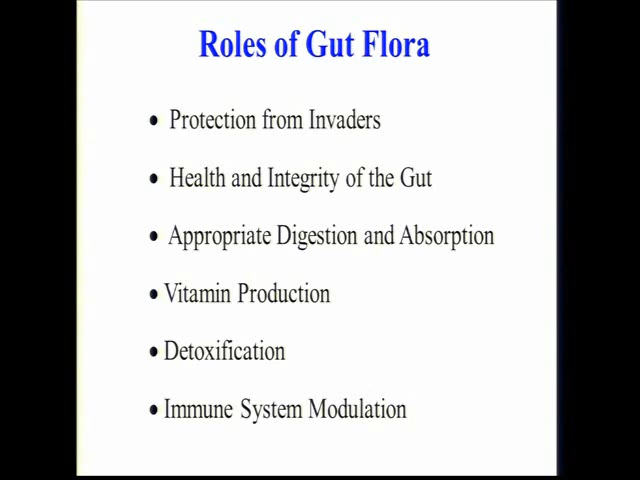 Roles of Gut Flora
• Protection from Invaders
• Health and Integrity of the Gut
• Appropriate Digestion and Absorption
• Vitamin Production
• Detoxification
• Immune System Modulation